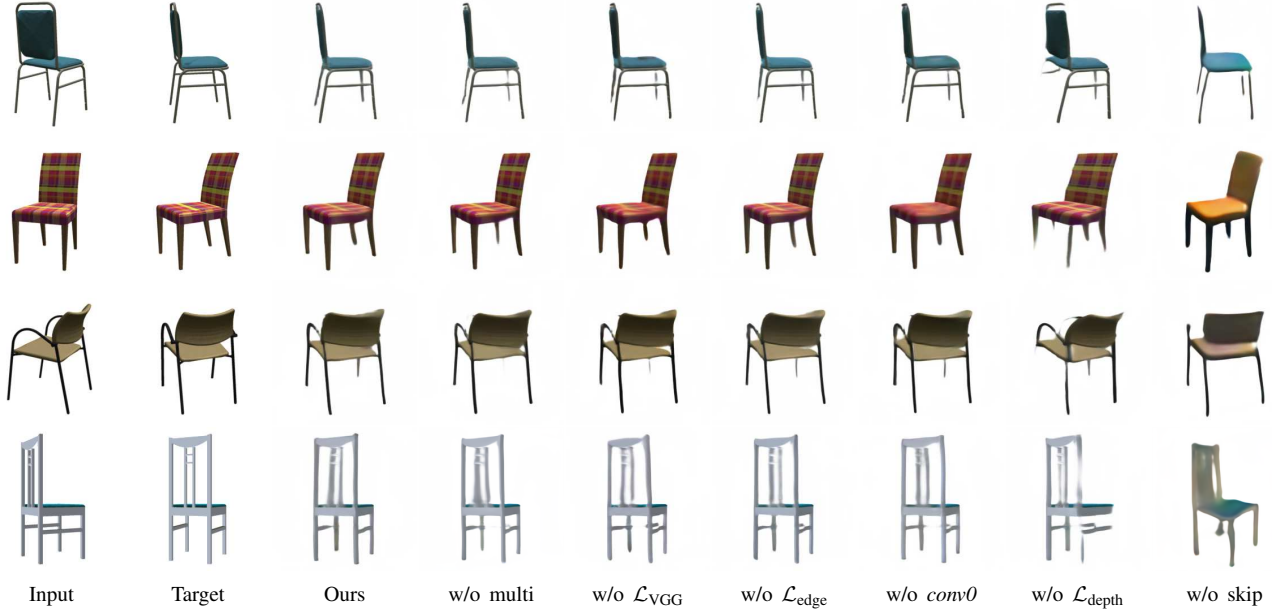 Input Target Ours w/o multi w/o ℒ_VGG w/o ℒ_edge w/o conv0 w/o ℒ_depth w/o skip